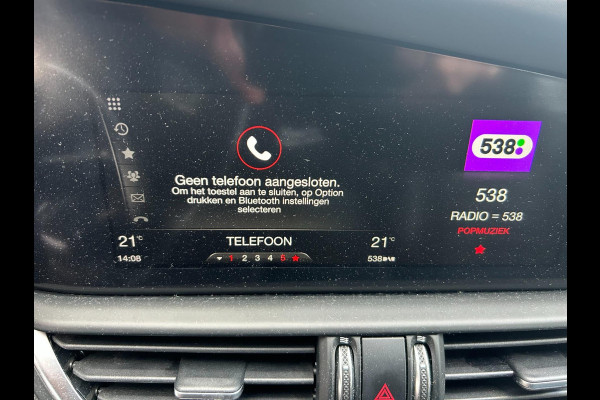 538
Geen telefoon aangesloten.
Om het toestel aan te sluiten, op Option
drukken en Bluetooth instellingen
selecteren
538
RADIO = 538
POPMUZIEK
21°C
TELEFOON
21°C
14:08
1 2 3 4 5
538 DAB